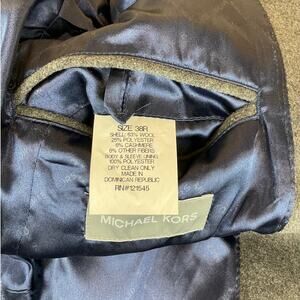 SIZE 38R
SHELL: 63% WOOL
25% POLYESTER
6% CASHMERE
6% OTHER FIBERS
BODY & SLEEVE LINING
100% POLYESTER
DRY CLEAN ONLY
MADE IN
DOMINICAN REPUBLIC
RN#121545
MICHAEL KORS